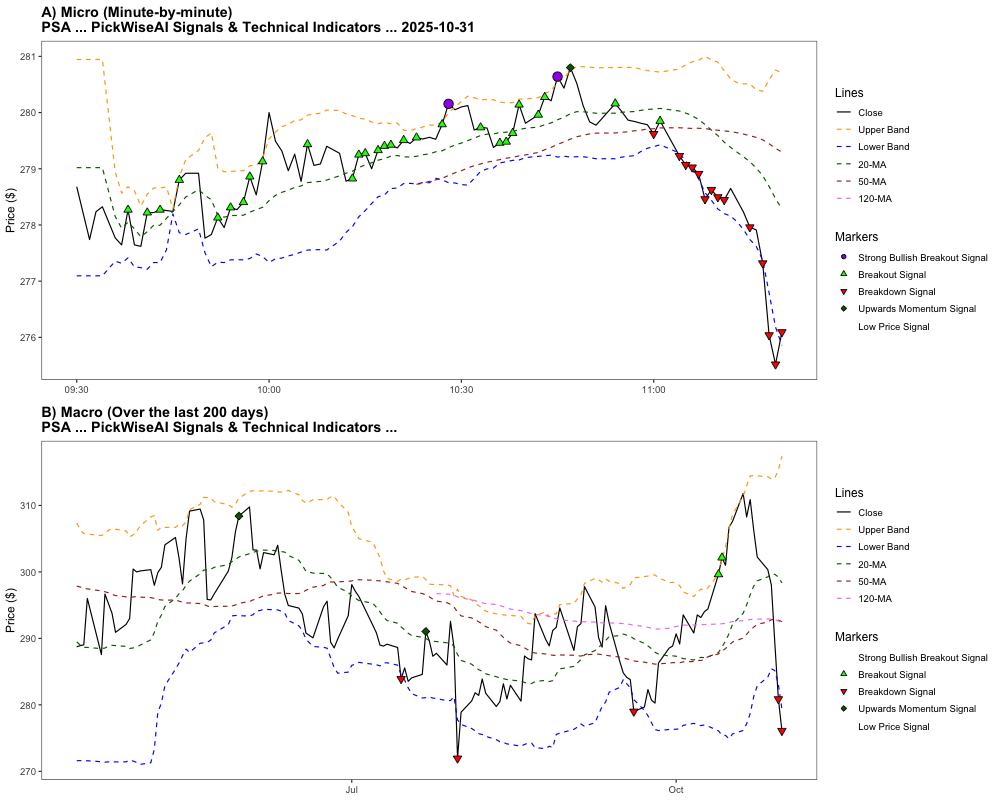 A) Micro (Minute-by-minute)
PSA ... PickWiseAI Signals & Technical Indicators ... 2025-10-31
Price ($)
281
280
279
278
277
276
09:30
10:00
10:30
11:00
Lines
Close
Upper Band
Lower Band
20-MA
50-MA
120-MA
Markers
Strong Bullish Breakout Signal
Breakout Signal
Breakdown Signal
Upwards Momentum Signal
Low Price Signal
B) Macro (Over the last 200 days)
PSA ... PickWiseAI Signals & Technical Indicators ...
Price ($)
310
300
290
280
270
Jul
Oct
Lines
Close
Upper Band
Lower Band
20-MA
50-MA
120-MA
Markers
Strong Bullish Breakout Signal
Breakout Signal
Breakdown Signal
Upwards Momentum Signal
Low Price Signal